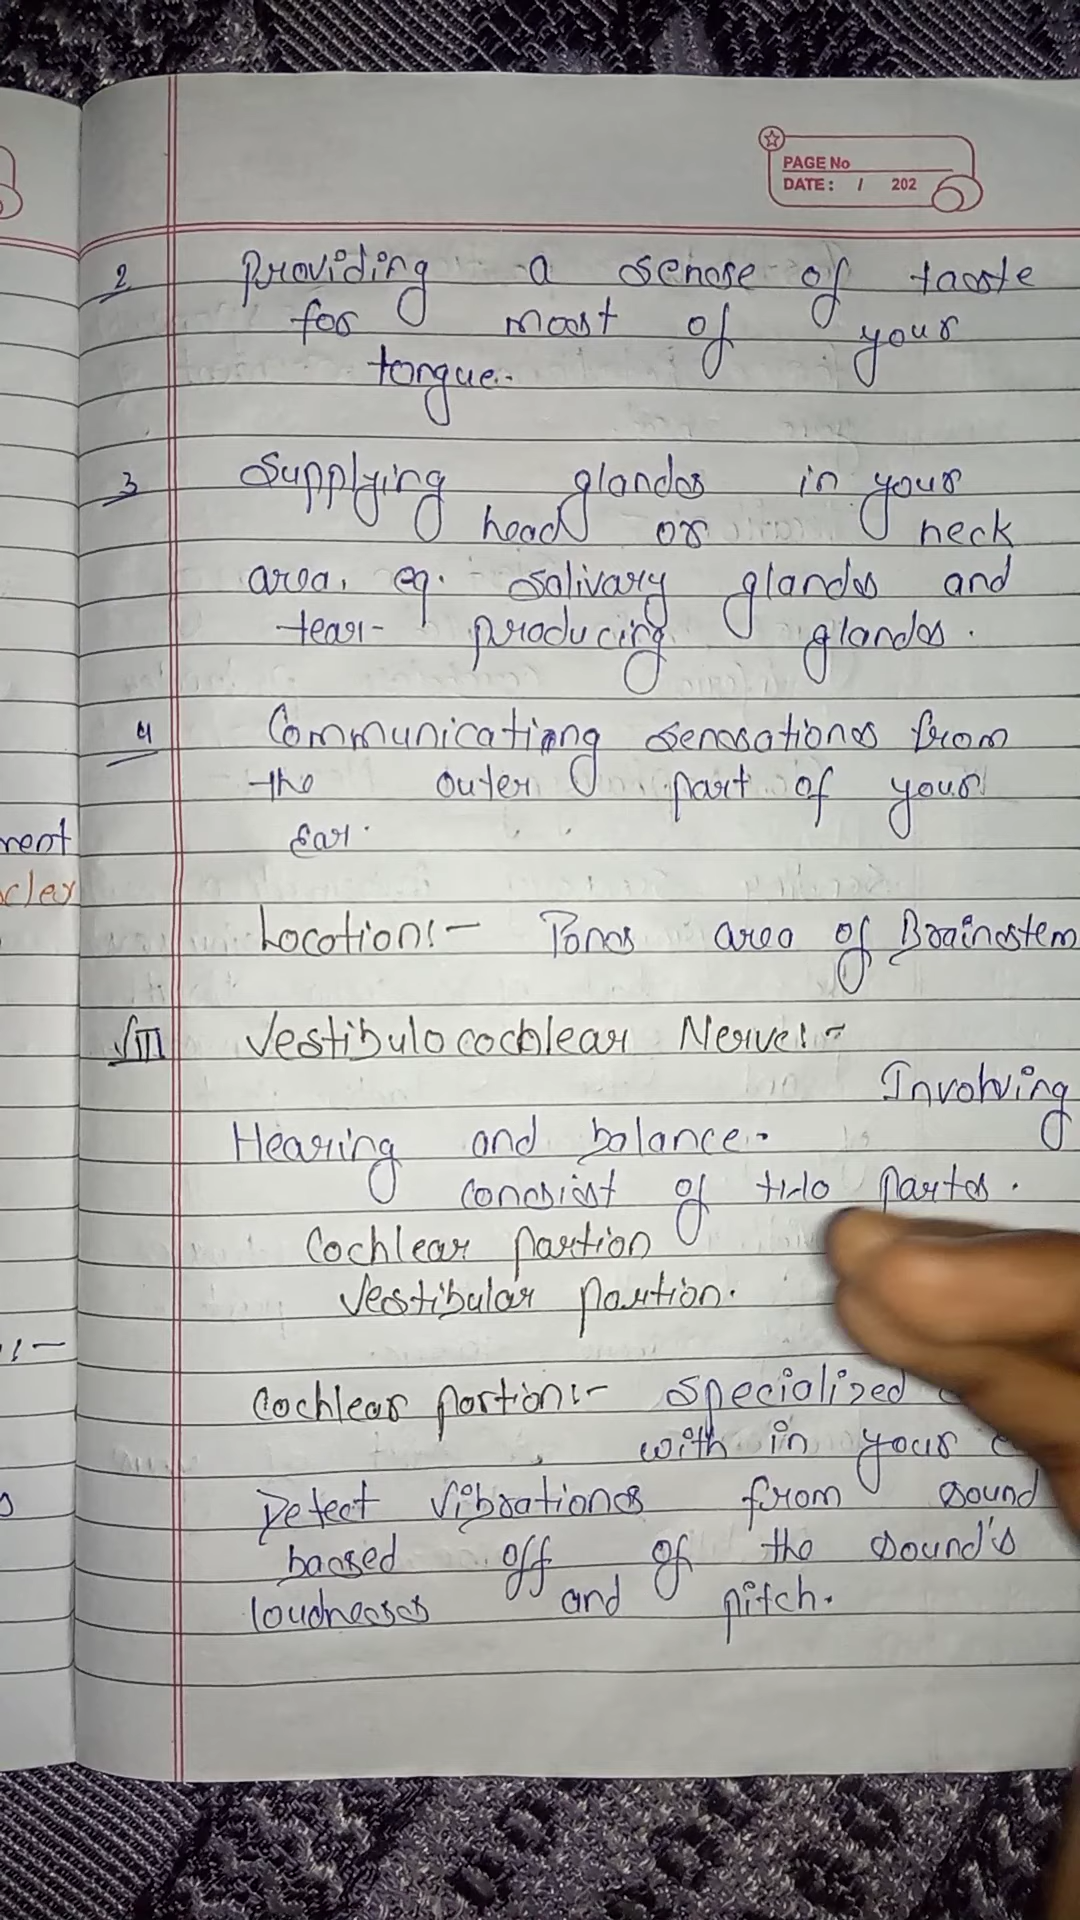 PAGE No
DATE: / 202
2 Providing a sense of taste
for most of your
tongue.
3 Supplying glands in your
head or neck
area, eg. salivary glands and
tear- producing glands.
4 Communicationg sensations from
the outer part of your
Ear.
Location:- Pons area of Brainstem
VIII Vestibulocochlear Nerve:-
Involving
Hearing and balance.
consist of two parts.
Cochlear partion
Vestibular partion.
Cochlear portion:- specialized
with in your
Detect vibrations from sound
based off of the sound's
loudness and pitch.